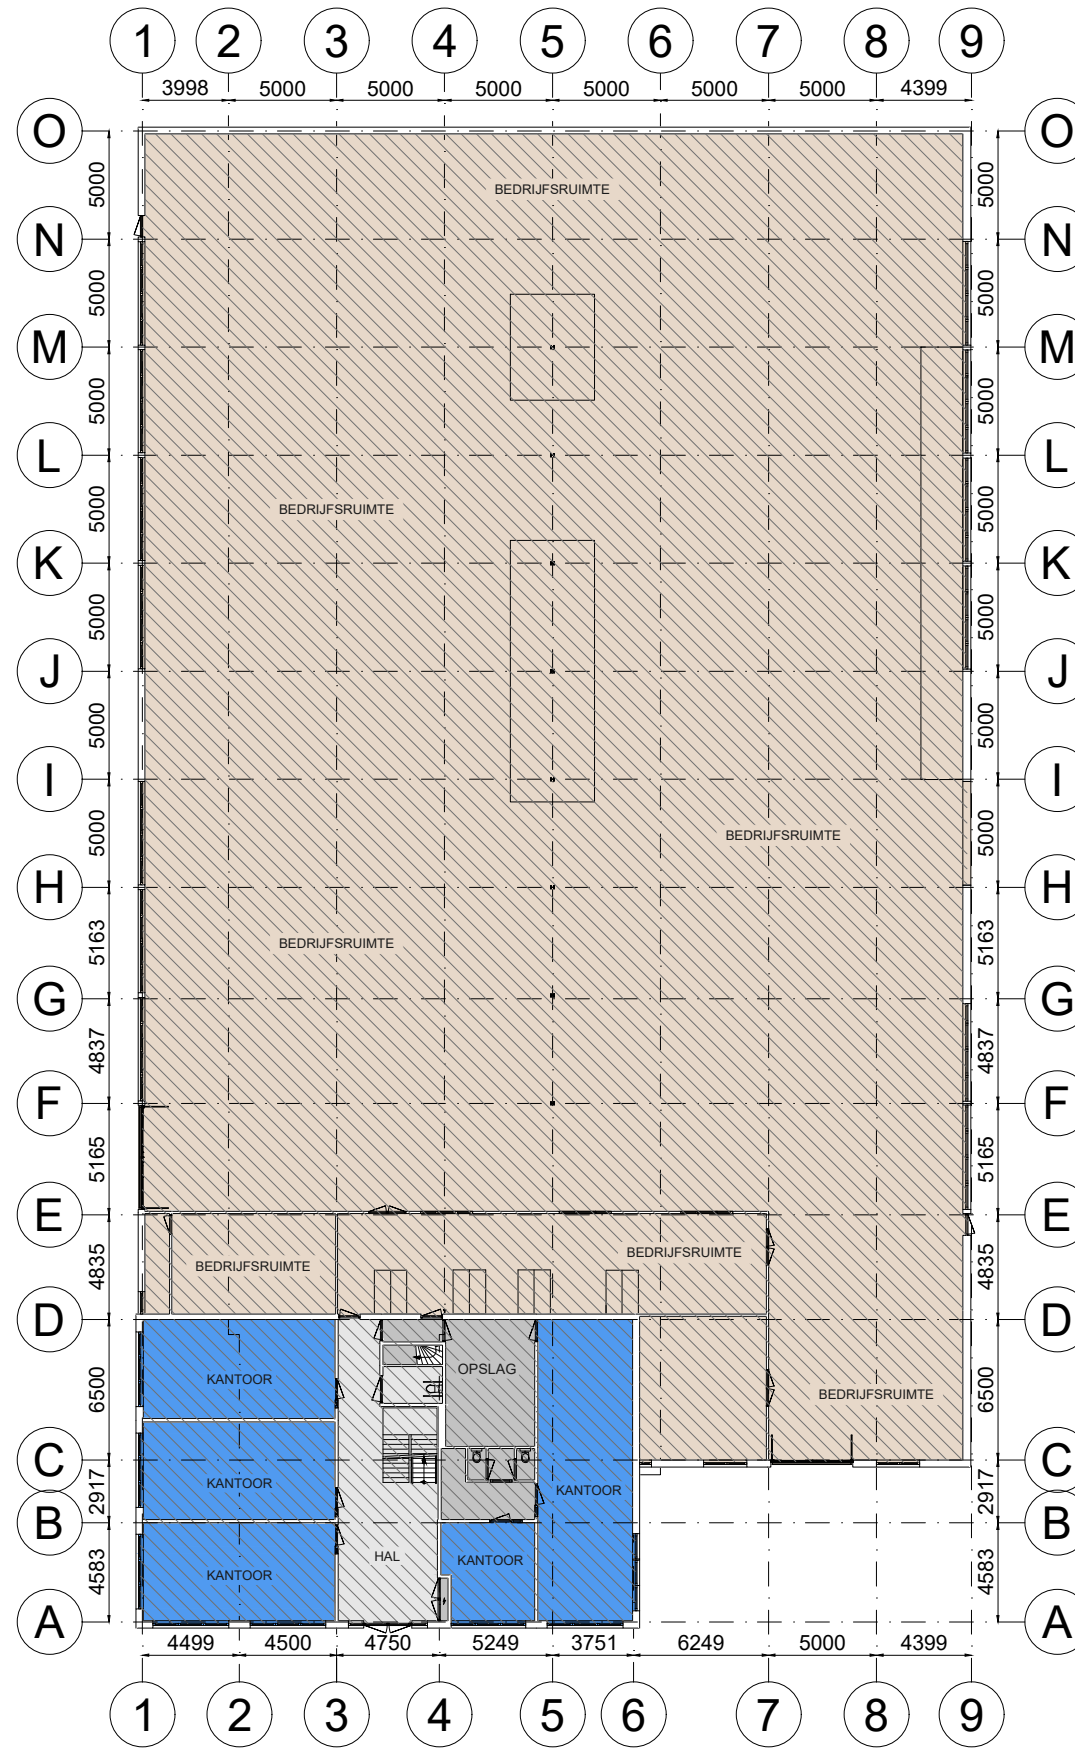 1 2 3 4 5 6 7 8 9
3998 5000 5000 5000 5000 5000 5000 4399
O O
5000 5000
BEDRIJFSRUIMTE
N N
5000 5000
M M
5000 5000
L L
5000 5000
BEDRIJFSRUIMTE
K K
5000 5000
J J
5000 5000
I I
5000 5000
BEDRIJFSRUIMTE
H H
5163 5163
BEDRIJFSRUIMTE
G G
4837 4837
F F
5165 5165
E E
4835 4835
BEDRIJFSRUIMTE
BEDRIJFSRUIMTE
D D
OPSLAG
KANTOOR
6500 6500
BEDRIJFSRUIMTE
C C
KANTOOR
KANTOOR
2917 2917
B B
HAL
KANTOOR
KANTOOR
4583 4583
A A
4499 4500 4750 5249 3751 6249 5000 4399
1 2 3 4 5 6 7 8 9